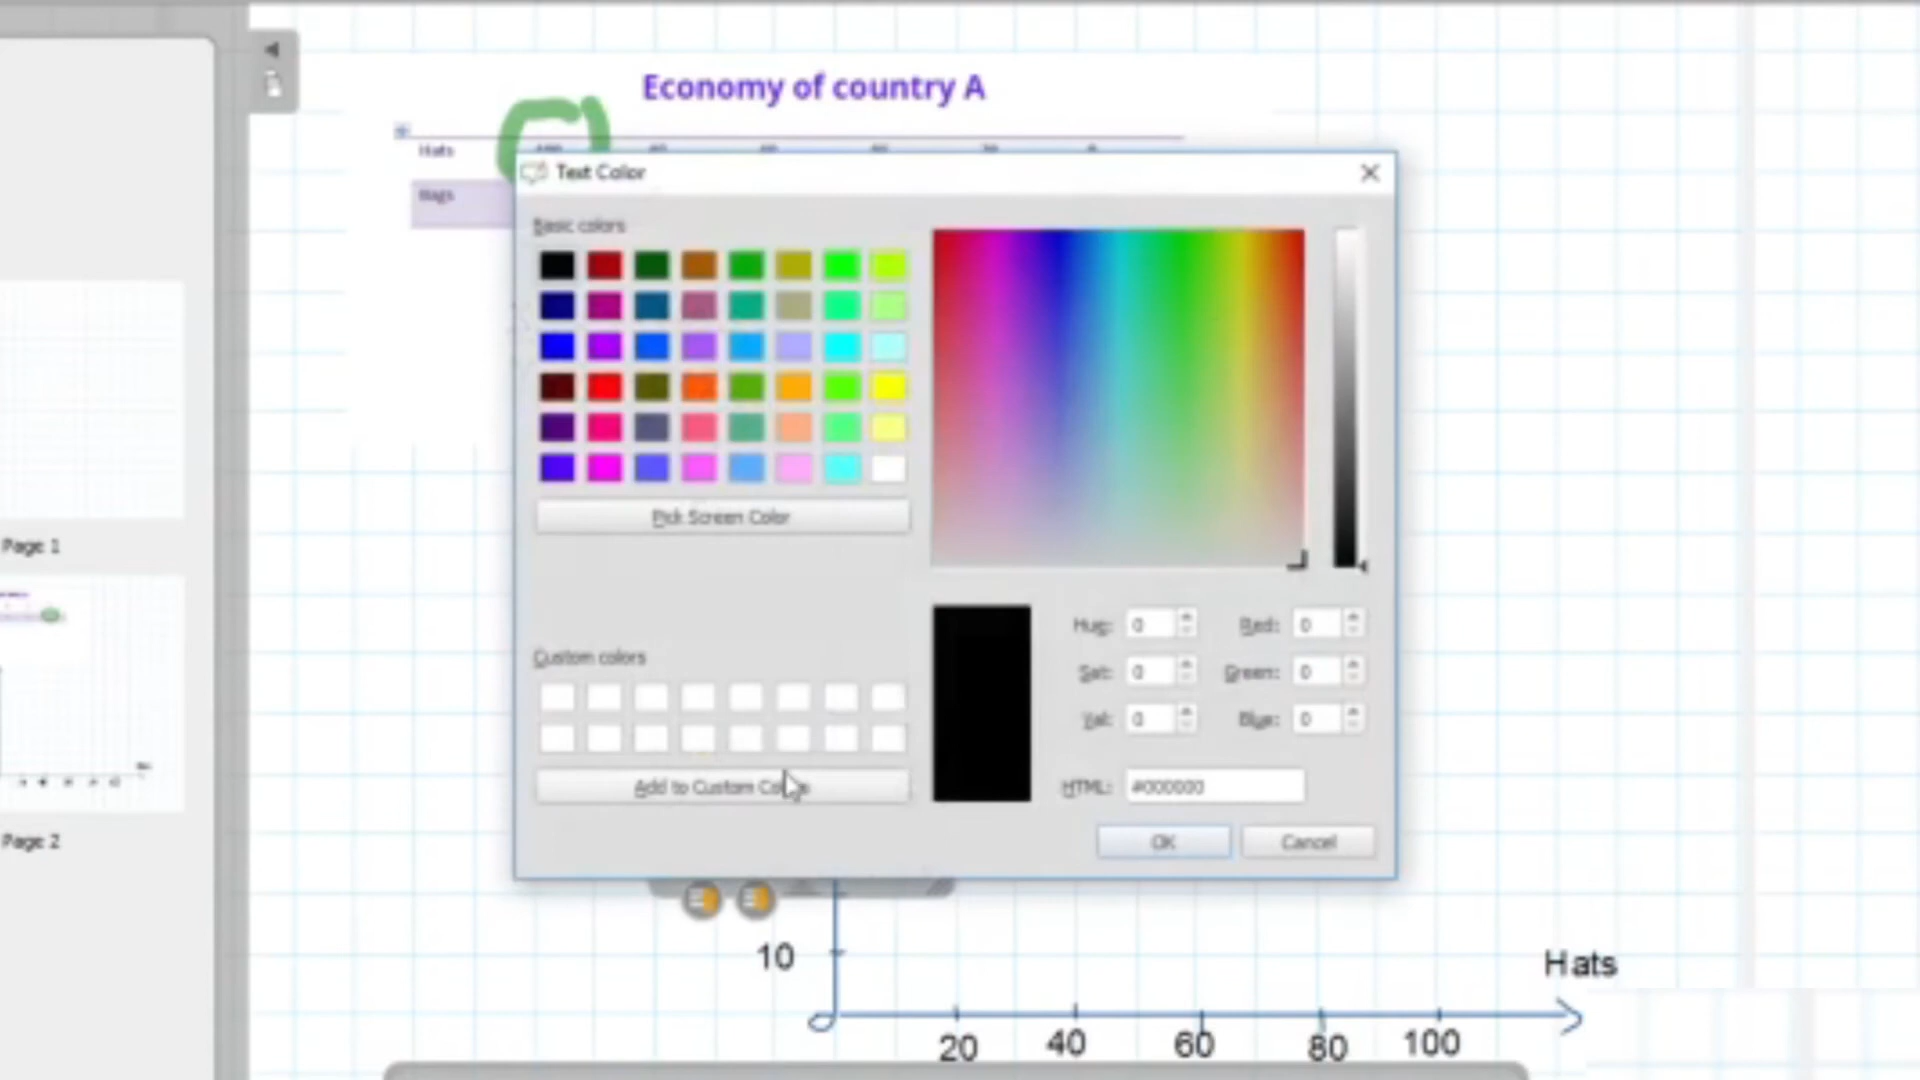 Economy of country A
Hats
Bags
Text Color
Basic colors
Pick Screen Color
Custom colors
Add to Custom Colors
Hue: 0
Red: 0
Sat: 0
Green: 0
Val: 0
Blue: 0
HTML: #000000
OK
Cancel
Page 1
Page 2
10
Hats
20 40 60 80 100